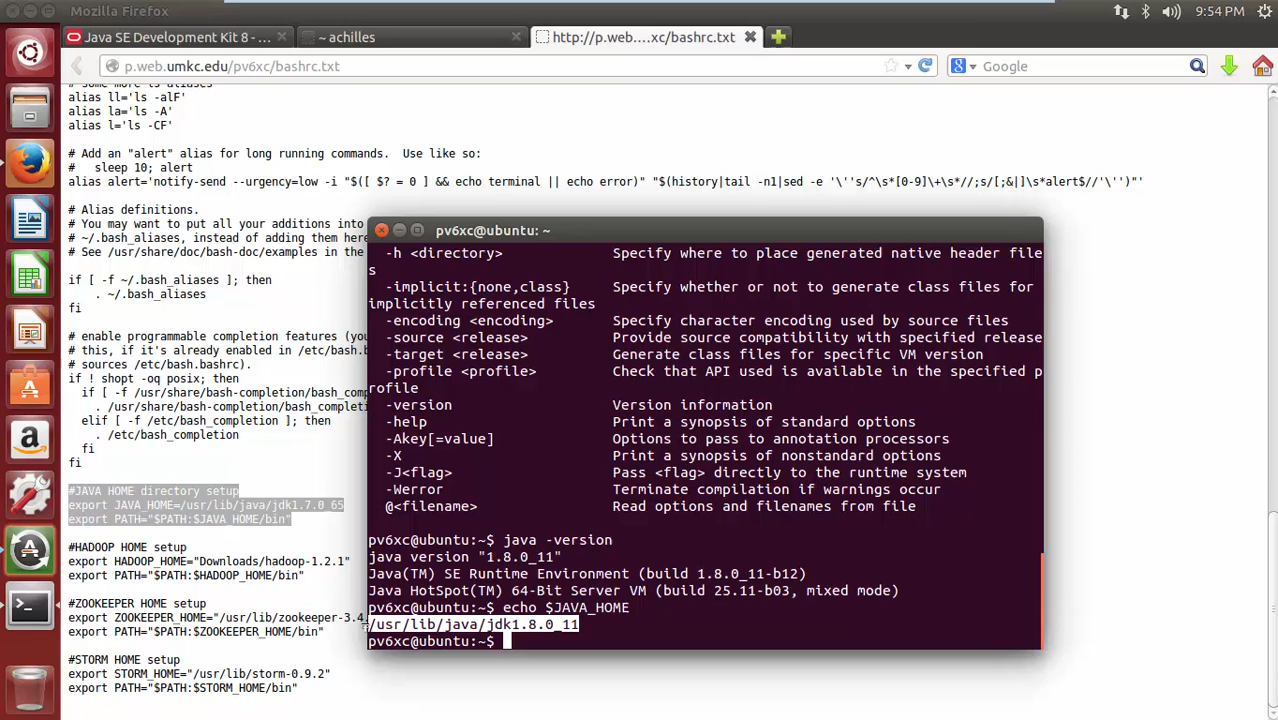 Mozilla Firefox
9:54 PM
Java SE Development Kit 8 - ...
~ achilles
http://p.web....xc/bashrc.txt
p.web.umkc.edu/pv6xc/bashrc.txt
Google
# some more ls aliases
alias ll='ls -alF'
alias la='ls -A'
alias l='ls -CF'
# Add an "alert" alias for long running commands.  Use like so:
#   sleep 10; alert
alias alert='notify-send --urgency=low -i "$([ $? = 0 ] && echo terminal || echo error)" "$(history|tail -n1|sed -e '\''s/^\s*[0-9]\+\s*//;s/[;&|]\s*alert$//'\'')"'
# Alias definitions.
# You may want to put all your additions into
# ~/.bash_aliases, instead of adding them here
# See /usr/share/doc/bash-doc/examples in the
if [ -f ~/.bash_aliases ]; then
. ~/.bash_aliases
fi
# enable programmable completion features (you
# this, if it's already enabled in /etc/bash.b
# sources /etc/bash.bashrc).
if ! shopt -oq posix; then
if [ -f /usr/share/bash-completion/bash_comp
. /usr/share/bash-completion/bash_completi
elif [ -f /etc/bash_completion ]; then
. /etc/bash_completion
fi
fi
#JAVA HOME directory setup
export JAVA_HOME=/usr/lib/java/jdk1.7.0_65
export PATH="$PATH:$JAVA_HOME/bin"
#HADOOP HOME setup
export HADOOP_HOME="Downloads/hadoop-1.2.1"
export PATH="$PATH:$HADOOP_HOME/bin"
#ZOOKEEPER HOME setup
export ZOOKEEPER_HOME="/usr/lib/zookeeper-3.4.
export PATH="$PATH:$ZOOKEEPER_HOME/bin"
#STORM HOME setup
export STORM_HOME="/usr/lib/storm-0.9.2"
export PATH="$PATH:$STORM_HOME/bin"
pv6xc@ubuntu: ~
-h <directory>             Specify where to place generated native header file
s
-implicit:{none,class}     Specify whether or not to generate class files for
implicitly referenced files
-encoding <encoding>       Specify character encoding used by source files
-source <release>          Provide source compatibility with specified release
-target <release>          Generate class files for specific VM version
-profile <profile>         Check that API used is available in the specified p
rofile
-version                   Version information
-help                      Print a synopsis of standard options
-Akey[=value]              Options to pass to annotation processors
-X                         Print a synopsis of nonstandard options
-J<flag>                   Pass <flag> directly to the runtime system
-Werror                    Terminate compilation if warnings occur
@<filename>                Read options and filenames from file
pv6xc@ubuntu:~$ java -version
java version "1.8.0_11"
Java(TM) SE Runtime Environment (build 1.8.0_11-b12)
Java HotSpot(TM) 64-Bit Server VM (build 25.11-b03, mixed mode)
pv6xc@ubuntu:~$ echo $JAVA_HOME
/usr/lib/java/jdk1.8.0_11
pv6xc@ubuntu:~$